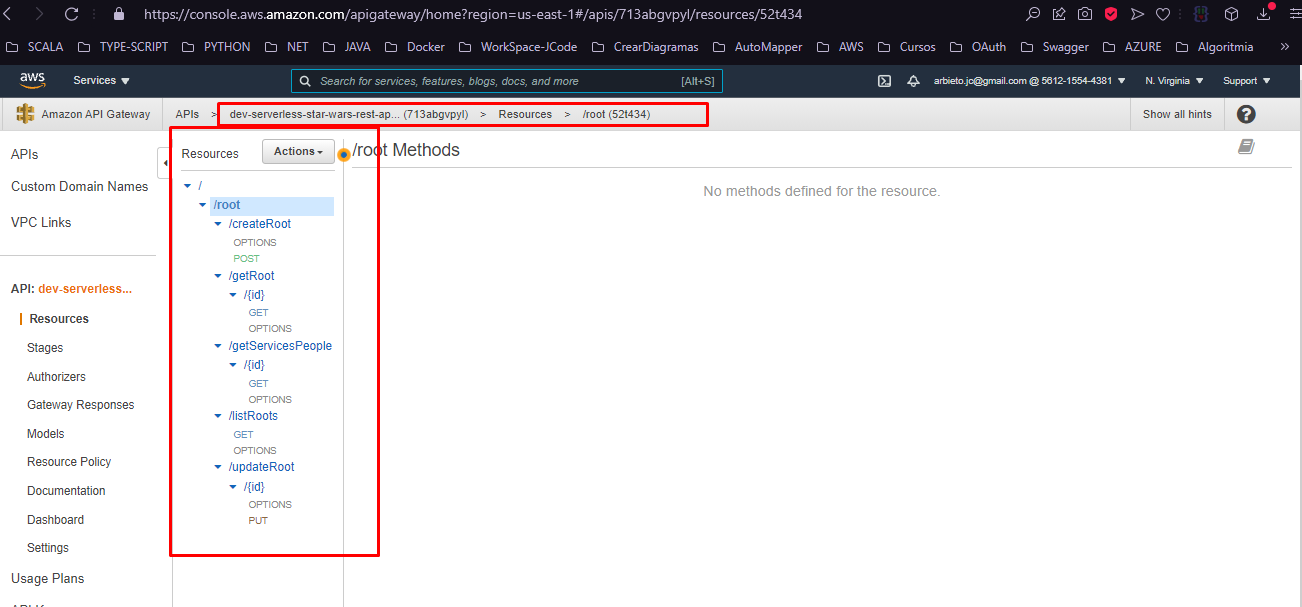 https://console.aws.amazon.com/apigateway/home?region=us-east-1#/apis/713abgvpyl/resources/52t434
SCALA TYPE-SCRIPT PYTHON NET JAVA Docker WorkSpace-JCode CrearDiagramas AutoMapper AWS Cursos OAuth Swagger AZURE Algoritmia »
aws Services Search for services, features, blogs, docs, and more [Alt+S] arbieto.jc@gmail.com @ 5612-1554-4381 N. Virginia Support
Amazon API Gateway APIs > dev-serverless-star-wars-rest-ap... (713abgvpyl) > Resources > /root (52t434) Show all hints ?
APIs
Custom Domain Names
VPC Links
API: dev-serverless...
Resources
Stages
Authorizers
Gateway Responses
Models
Resource Policy
Documentation
Dashboard
Settings
Usage Plans
Resources Actions
/
/root
/createRoot
OPTIONS
POST
/getRoot
/{id}
GET
OPTIONS
/getServicesPeople
/{id}
GET
OPTIONS
/listRoots
GET
OPTIONS
/updateRoot
/{id}
OPTIONS
PUT
/root Methods
No methods defined for the resource.